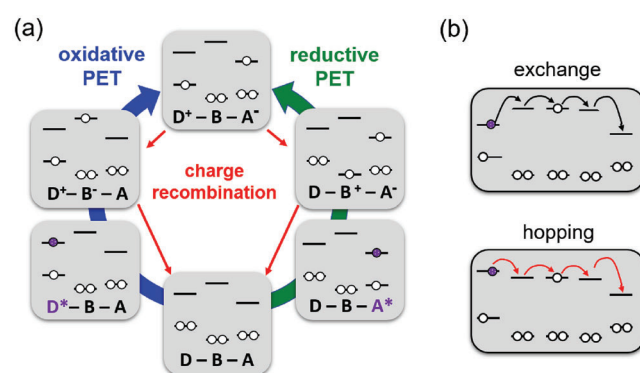 (a)
oxidative
PET
reductive
PET
D⁺ – B – A⁻
D⁺ – B⁻ – A
charge
recombination
D – B⁺ – A⁻
D* – B – A
D – B – A*
D – B – A
(b)
exchange
hopping